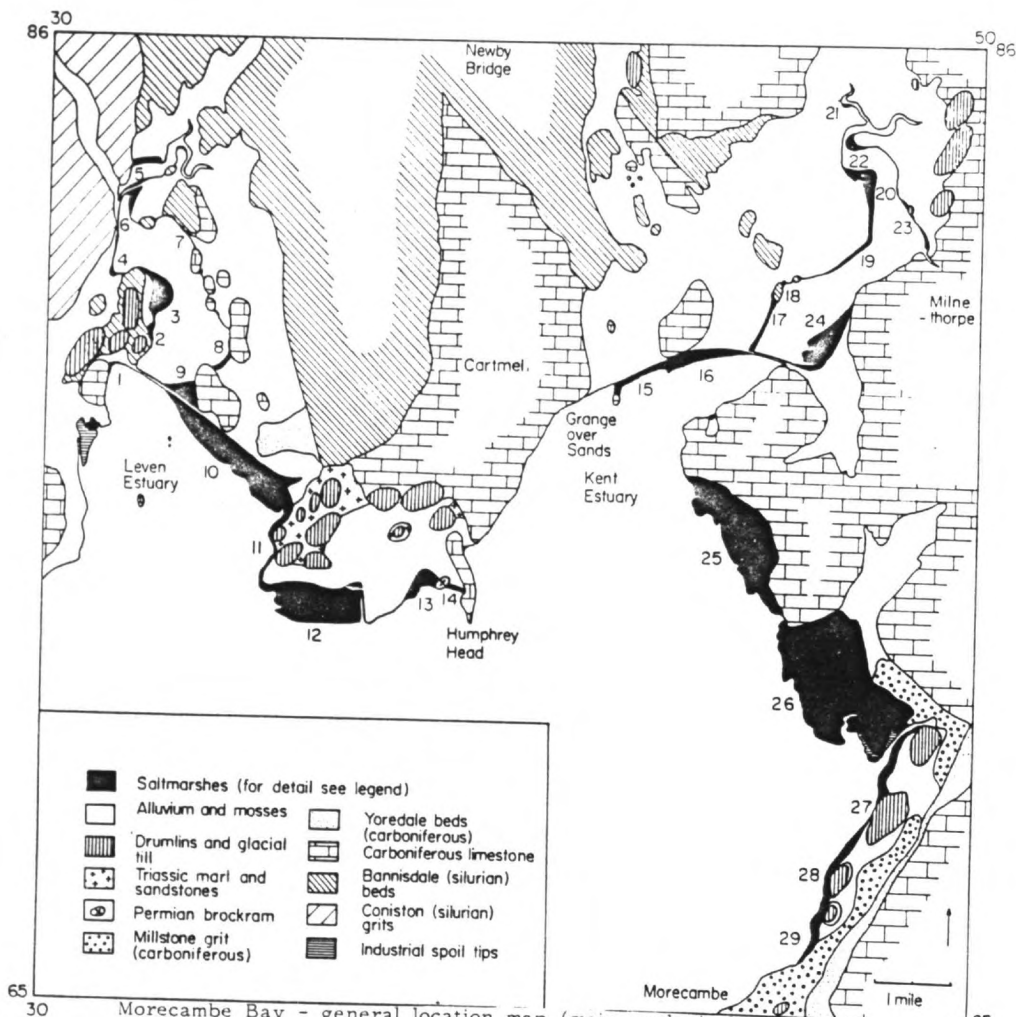 30
86
50
86
Newby
Bridge
21
5
22
20
6
7
23
4
19
18
3
Milne
-thorpe
17
24
2
8
Cartmel.
1
9
16
15
Grange
over
Sands
Leven
Estuary
10
Kent
Estuary
25
11
13
14
12
Humphrey
Head
26
Saltmarshes (for detail see legend)
Alluvium and mosses
Drumlins and glacial
till
Triassic marl and
sandstones
Permian brockram
Millstone grit
(carboniferous)
Yoredale beds
(carboniferous)
Carboniferous limestone
Bannisdale (silurian)
beds
Coniston (silurian)
grits
Industrial spoil tips
27
28
29
65
30
Morecambe
1 mile
Morecambe Bay - general location map